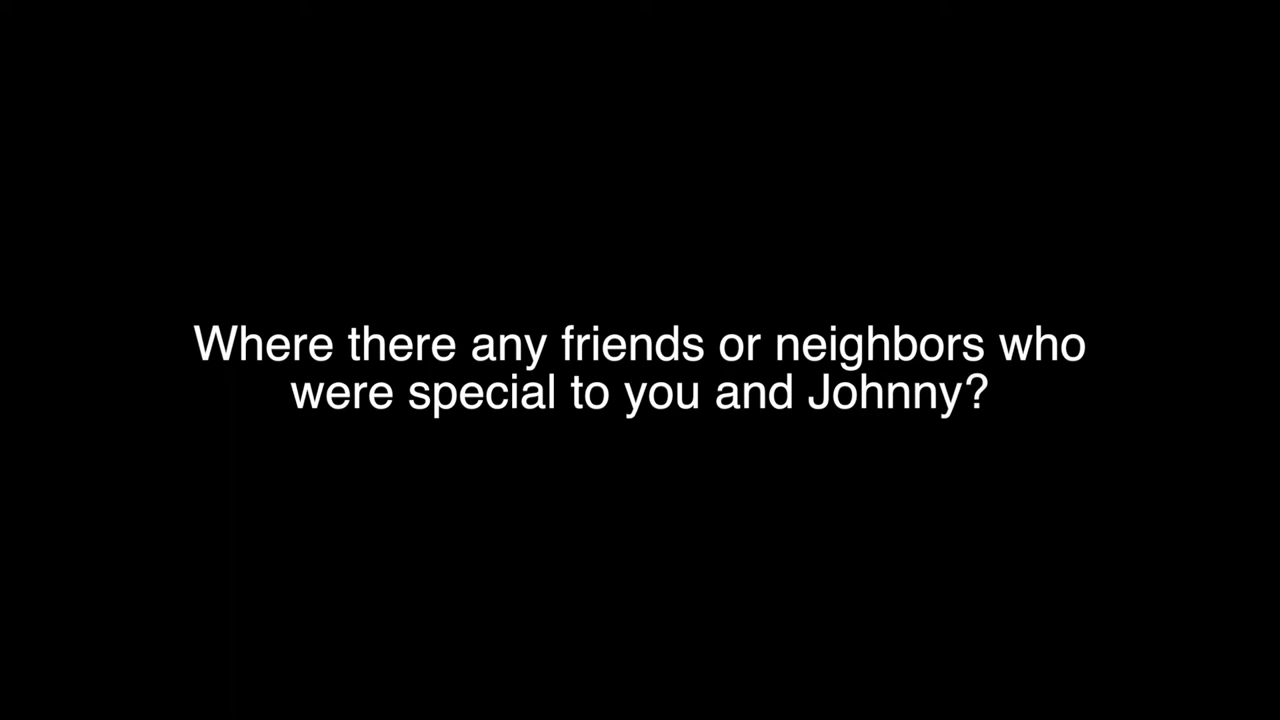 Where there any friends or neighbors who
were special to you and Johnny?